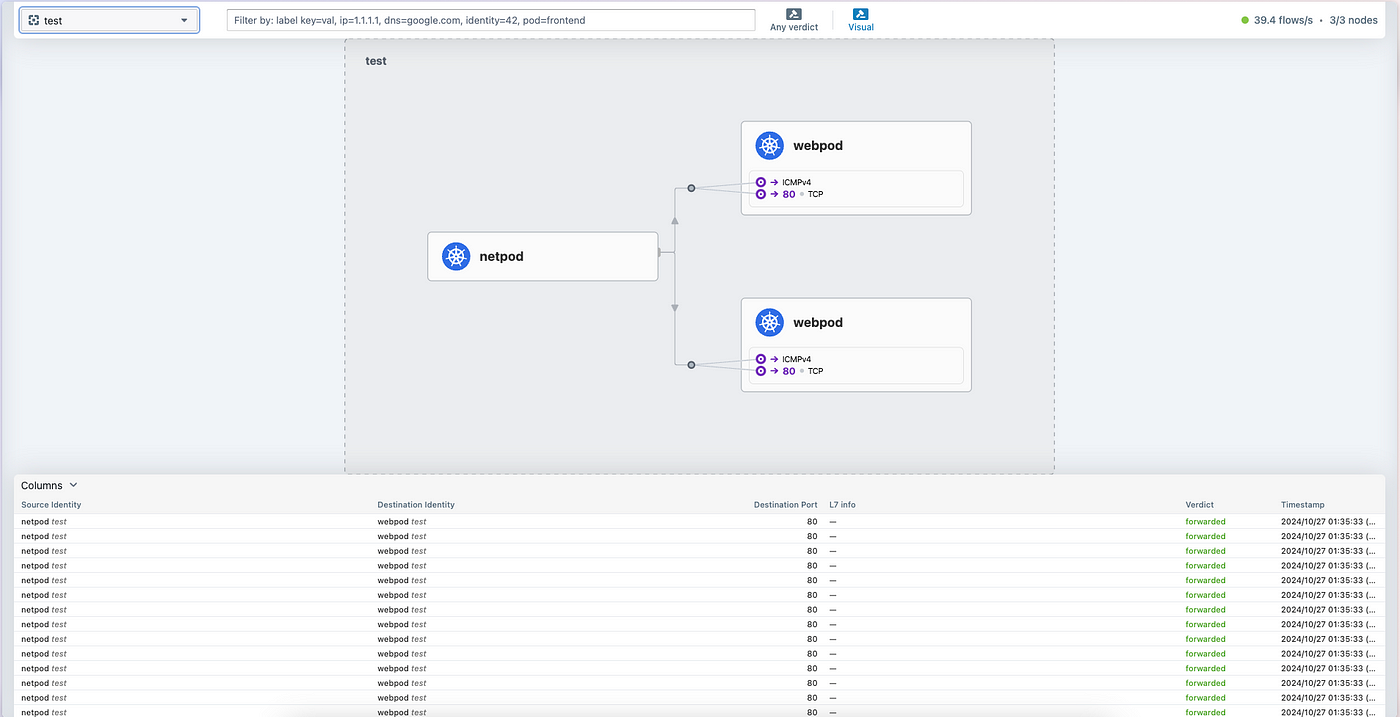 test
Filter by: label key=val, ip=1.1.1.1, dns=google.com, identity=42, pod=frontend
Any verdict
Visual
39.4 flows/s • 3/3 nodes
test
webpod
→ ICMPv4
→ 80 TCP
netpod
webpod
→ ICMPv4
→ 80 TCP
Columns
Source Identity Destination Identity Destination Port L7 info Verdict Timestamp
netpod test webpod test 80 — forwarded 2024/10/27 01:35:33 (...
netpod test webpod test 80 — forwarded 2024/10/27 01:35:33 (...
netpod test webpod test 80 — forwarded 2024/10/27 01:35:33 (...
netpod test webpod test 80 — forwarded 2024/10/27 01:35:33 (...
netpod test webpod test 80 — forwarded 2024/10/27 01:35:33 (...
netpod test webpod test 80 — forwarded 2024/10/27 01:35:33 (...
netpod test webpod test 80 — forwarded 2024/10/27 01:35:33 (...
netpod test webpod test 80 — forwarded 2024/10/27 01:35:33 (...
netpod test webpod test 80 — forwarded 2024/10/27 01:35:33 (...
netpod test webpod test 80 — forwarded 2024/10/27 01:35:33 (...
netpod test webpod test 80 — forwarded 2024/10/27 01:35:33 (...
netpod test webpod test 80 — forwarded 2024/10/27 01:35:33 (...
netpod test webpod test 80 — forwarded 2024/10/27 01:35:33 (...
netpod test webpod test 80 — forwarded 2024/10/27 01:35:33 (...